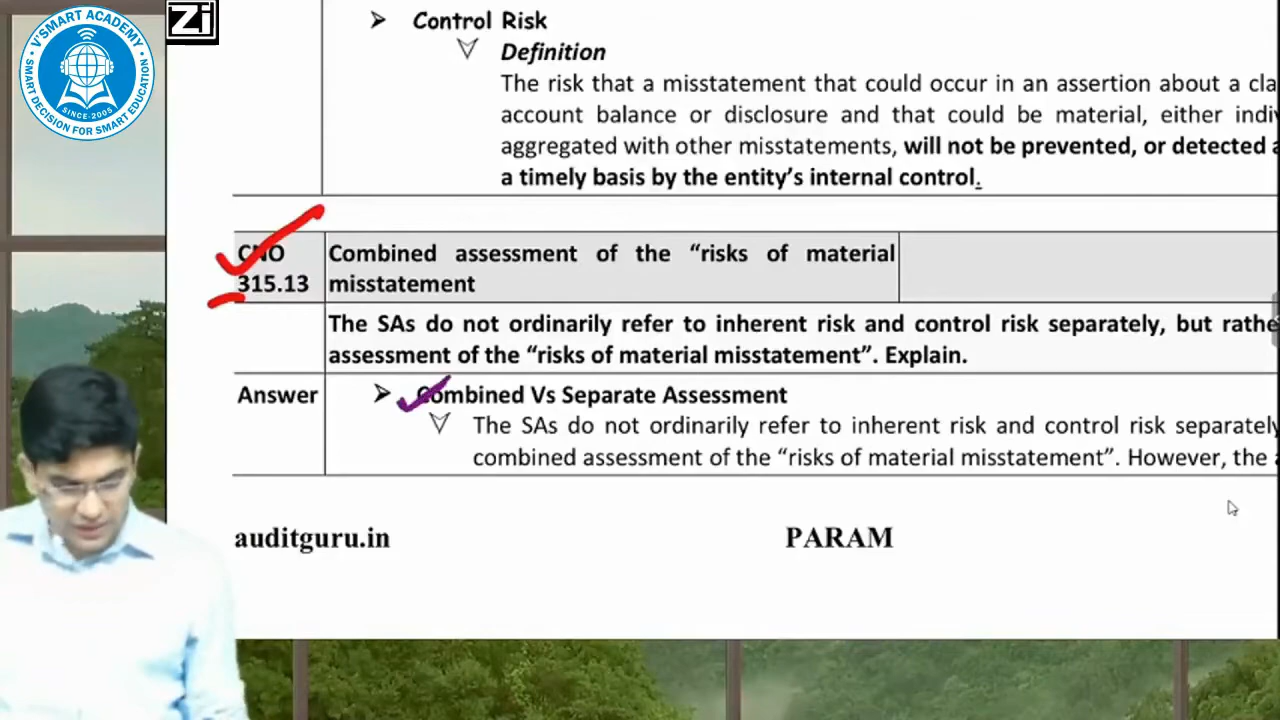 V'SMART ACADEMY
SINCE-2005
SMART DECISION FOR SMART EDUCATION
Zi
Control Risk
Definition
The risk that a misstatement that could occur in an assertion about a cla
account balance or disclosure and that could be material, either indiv
aggregated with other misstatements, will not be prevented, or detected a
a timely basis by the entity's internal control.
CNO Combined assessment of the “risks of material
315.13 misstatement
The SAs do not ordinarily refer to inherent risk and control risk separately, but rathe
assessment of the “risks of material misstatement”. Explain.
Answer Combined Vs Separate Assessment
The SAs do not ordinarily refer to inherent risk and control risk separately
combined assessment of the “risks of material misstatement”. However, the a
auditguru.in PARAM